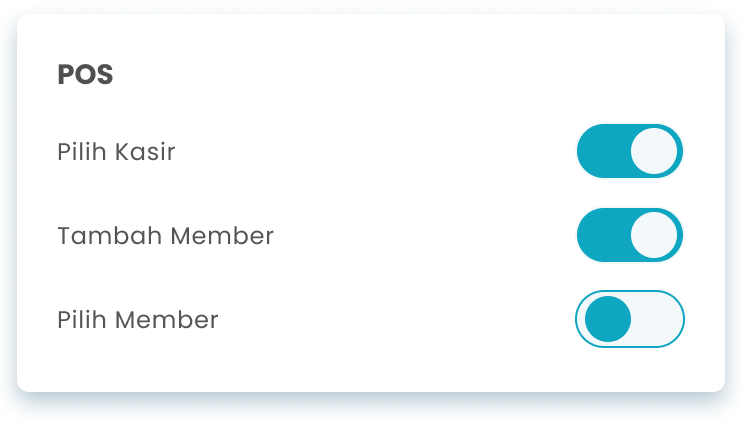 POS
Pilih Kasir
Tambah Member
Pilih Member